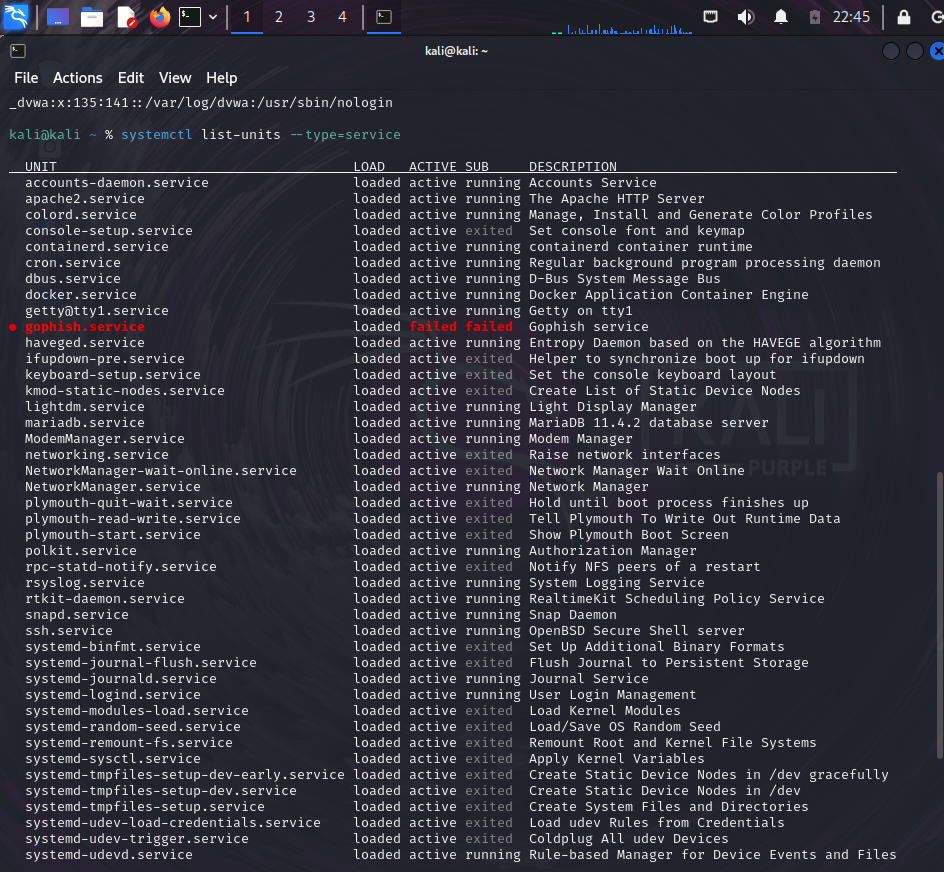 1 2 3 4 22:45
kali@kali: ~
File Actions Edit View Help
_dvwa:x:135:141::/var/log/dvwa:/usr/sbin/nologin
kali@kali ~ % systemctl list-units --type=service
UNIT LOAD ACTIVE SUB DESCRIPTION
accounts-daemon.service loaded active running Accounts Service
apache2.service loaded active running The Apache HTTP Server
colord.service loaded active running Manage, Install and Generate Color Profiles
console-setup.service loaded active exited Set console font and keymap
containerd.service loaded active running containerd container runtime
cron.service loaded active running Regular background program processing daemon
dbus.service loaded active running D-Bus System Message Bus
docker.service loaded active running Docker Application Container Engine
getty@tty1.service loaded active running Getty on tty1
● gophish.service loaded failed failed Gophish service
haveged.service loaded active running Entropy Daemon based on the HAVEGE algorithm
ifupdown-pre.service loaded active exited Helper to synchronize boot up for ifupdown
keyboard-setup.service loaded active exited Set the console keyboard layout
kmod-static-nodes.service loaded active exited Create List of Static Device Nodes
lightdm.service loaded active running Light Display Manager
mariadb.service loaded active running MariaDB 11.4.2 database server
ModemManager.service loaded active running Modem Manager
networking.service loaded active exited Raise network interfaces
NetworkManager-wait-online.service loaded active exited Network Manager Wait Online
NetworkManager.service loaded active running Network Manager
plymouth-quit-wait.service loaded active exited Hold until boot process finishes up
plymouth-read-write.service loaded active exited Tell Plymouth To Write Out Runtime Data
plymouth-start.service loaded active exited Show Plymouth Boot Screen
polkit.service loaded active running Authorization Manager
rpc-statd-notify.service loaded active exited Notify NFS peers of a restart
rsyslog.service loaded active running System Logging Service
rtkit-daemon.service loaded active running RealtimeKit Scheduling Policy Service
snapd.service loaded active running Snap Daemon
ssh.service loaded active running OpenBSD Secure Shell server
systemd-binfmt.service loaded active exited Set Up Additional Binary Formats
systemd-journal-flush.service loaded active exited Flush Journal to Persistent Storage
systemd-journald.service loaded active running Journal Service
systemd-logind.service loaded active running User Login Management
systemd-modules-load.service loaded active exited Load Kernel Modules
systemd-random-seed.service loaded active exited Load/Save OS Random Seed
systemd-remount-fs.service loaded active exited Remount Root and Kernel File Systems
systemd-sysctl.service loaded active exited Apply Kernel Variables
systemd-tmpfiles-setup-dev-early.service loaded active exited Create Static Device Nodes in /dev gracefully
systemd-tmpfiles-setup-dev.service loaded active exited Create Static Device Nodes in /dev
systemd-tmpfiles-setup.service loaded active exited Create System Files and Directories
systemd-udev-load-credentials.service loaded active exited Load udev Rules from Credentials
systemd-udev-trigger.service loaded active exited Coldplug All udev Devices
systemd-udevd.service loaded active running Rule-based Manager for Device Events and Files
KALI
PURPLE